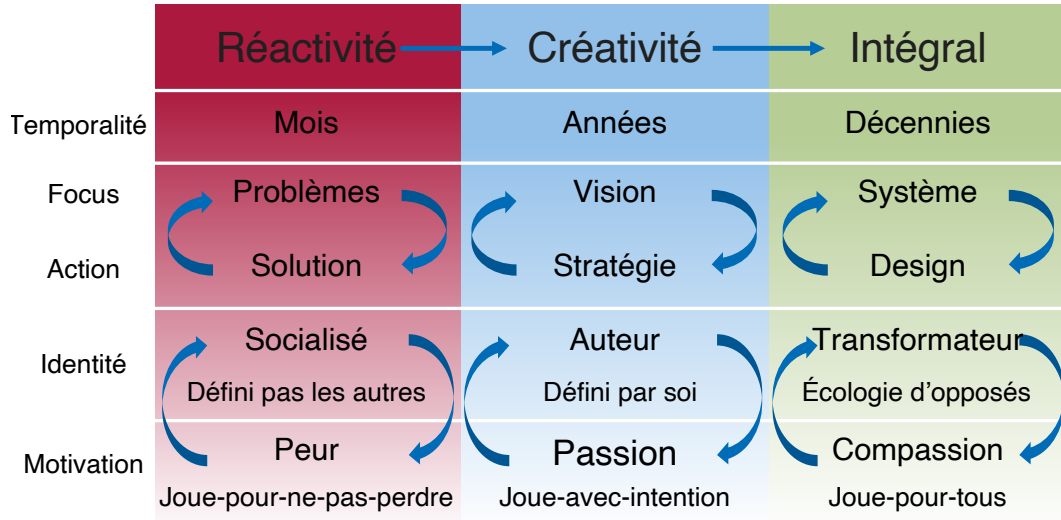 Réactivité Créativité Intégral
Temporalité Mois Années Décennies
Focus Problèmes Vision Système
Action Solution Stratégie Design
Identité Socialisé Auteur Transformateur
Défini pas les autres Défini par soi Écologie d'opposés
Motivation Peur Passion Compassion
Joue-pour-ne-pas-perdre Joue-avec-intention Joue-pour-tous